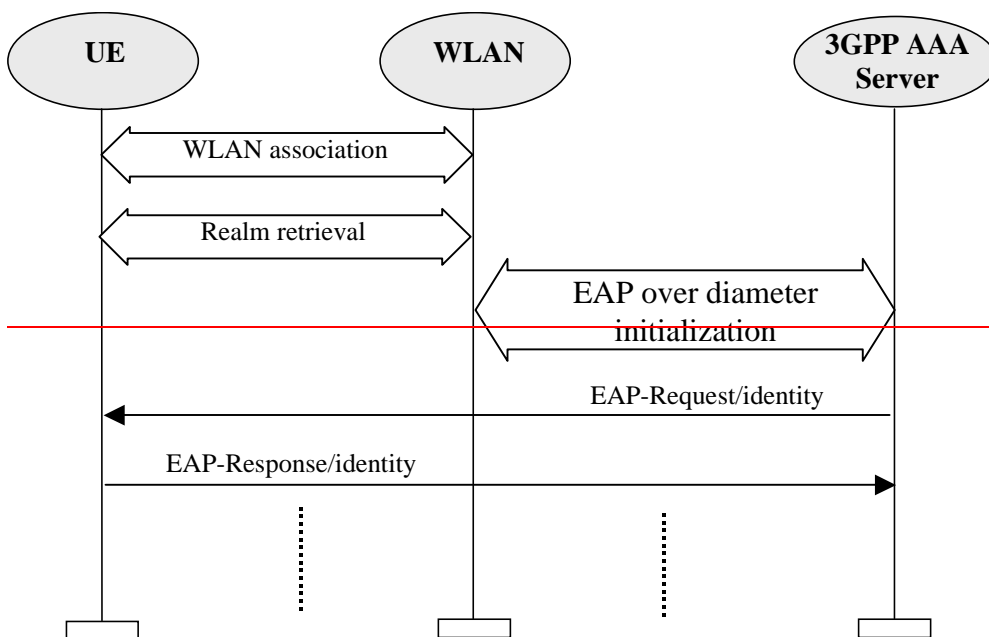 UE
WLAN
3GPP AAA
Server
WLAN association
Realm retrieval
EAP over diameter
initialization
EAP-Request/identity
EAP-Response/identity